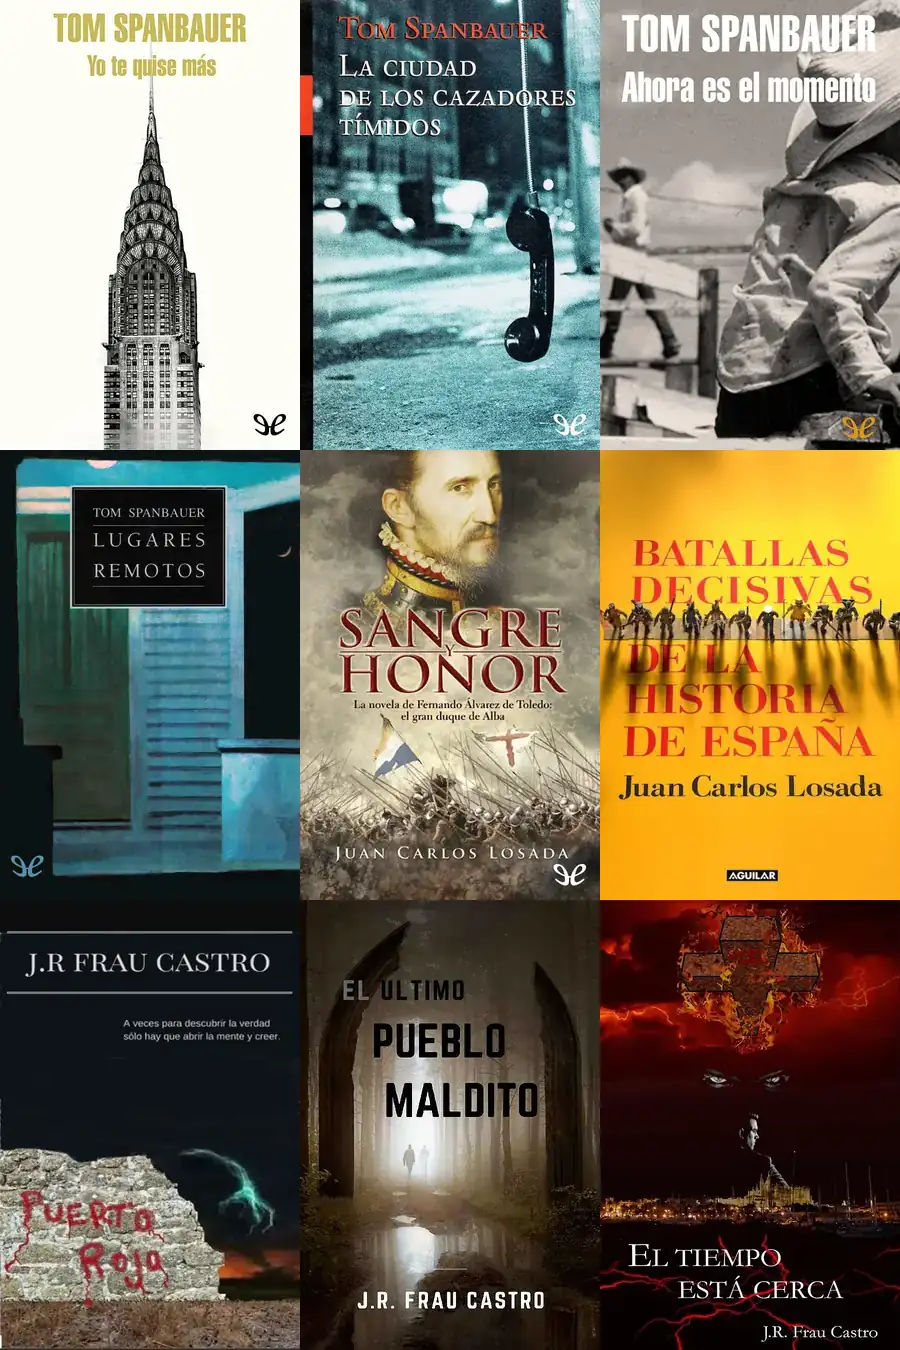 TOM SPANBAUER
Yo te quise más
TOM SPANBAUER
LA CIUDAD
DE LOS CAZADORES
TÍMIDOS
TOM SPANBAUER
Ahora es el momento
TOM SPANBAUER
LUGARES
REMOTOS
SANGRE
Y
HONOR
La novela de Fernando Álvarez de Toledo:
el gran duque de Alba
JUAN CARLOS LOSADA
BATALLAS
DECISIVAS
DE LA
HISTORIA
DE ESPAÑA
Juan Carlos Losada
AGUILAR
J.R FRAU CASTRO
A veces para descubrir la verdad
sólo hay que abrir la mente y creer.
PUERTO
ROJA
EL ULTIMO
PUEBLO
MALDITO
J.R. FRAU CASTRO
EL TIEMPO
ESTÁ CERCA
J.R. Frau Castro